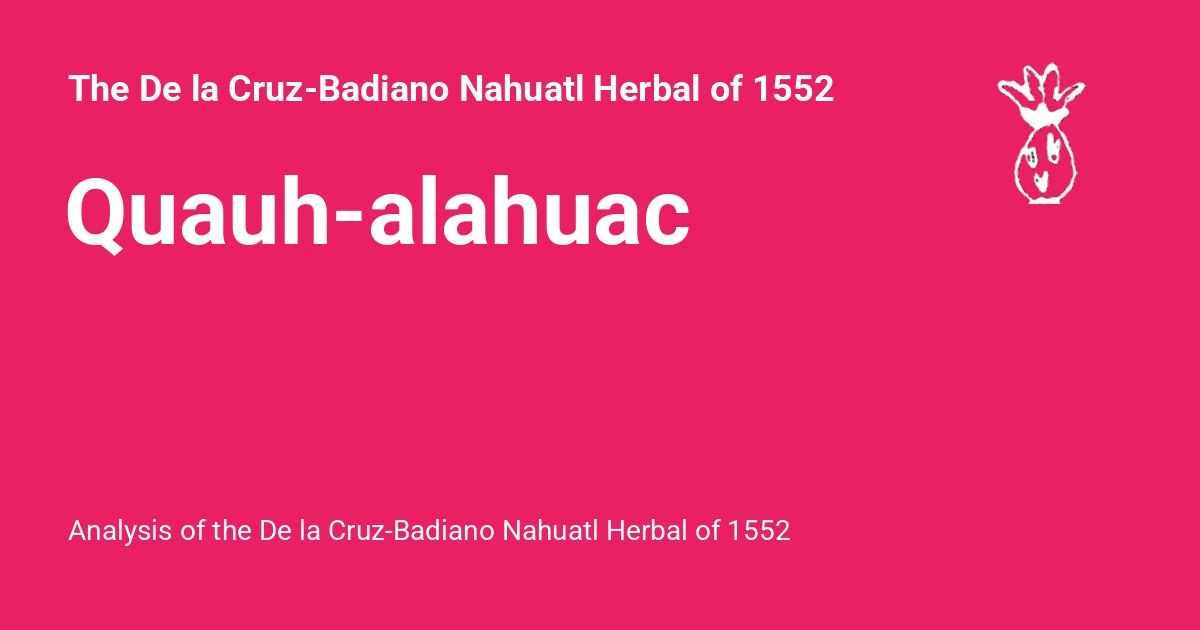 The De la Cruz-Badiano Nahuatl Herbal of 1552
Quauh-alahuac
Analysis of the De la Cruz-Badiano Nahuatl Herbal of 1552